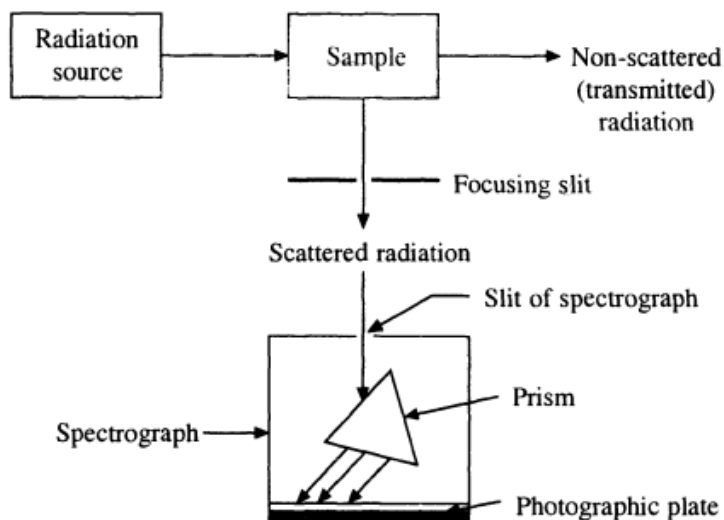 Radiation
source
Sample
Non-scattered
(transmitted)
radiation
Focusing slit
Scattered radiation
Slit of spectrograph
Prism
Spectrograph
Photographic plate